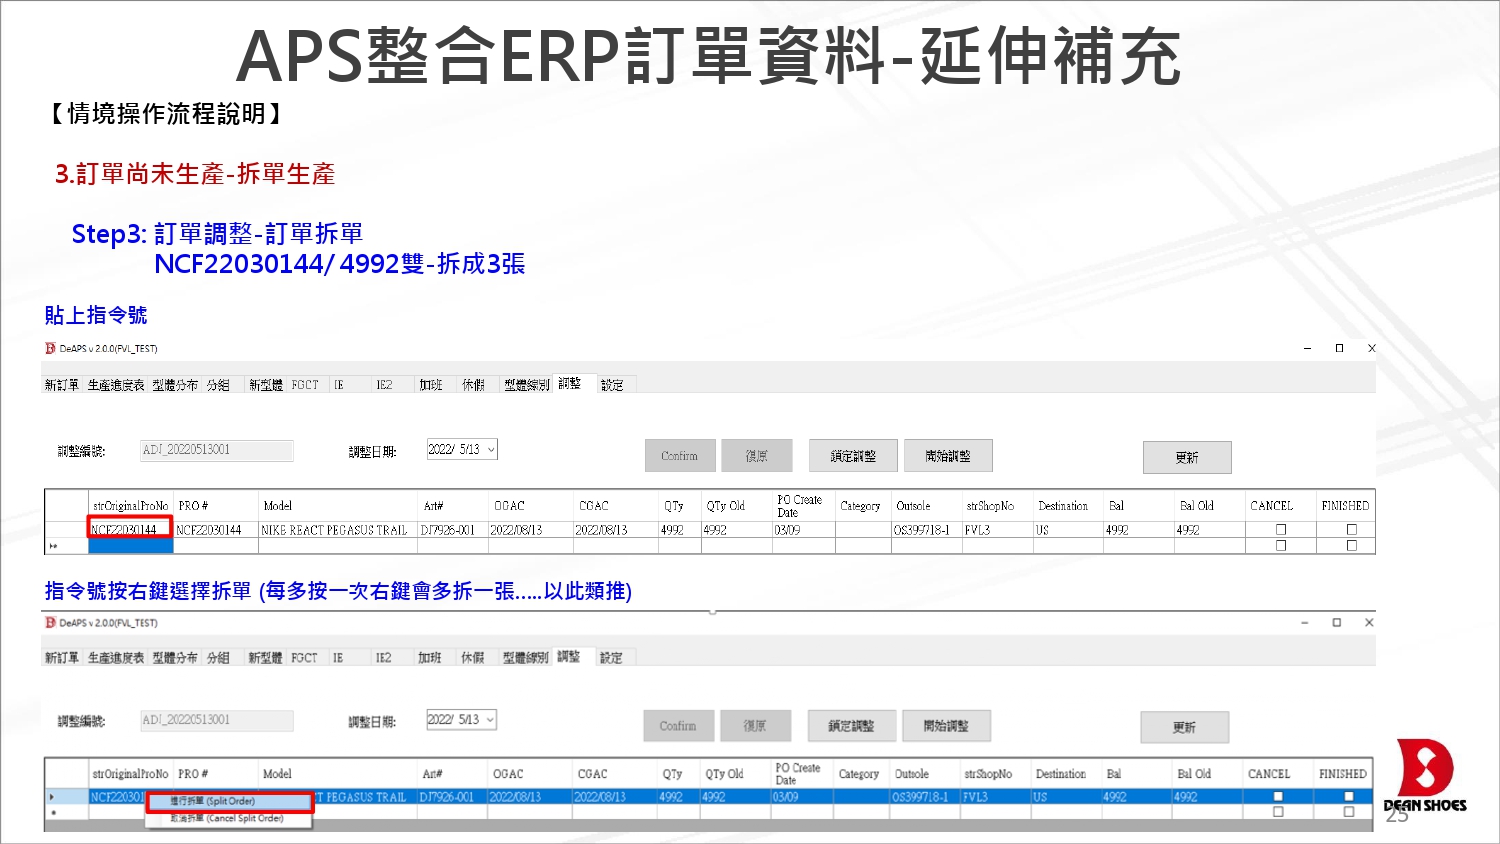 APS整合ERP訂單資料-延伸補充
【情境操作流程說明】
3.訂單尚未生產-拆單生產
Step3: 訂單調整-訂單拆單
NCF22030144/ 4992雙-拆成3張
貼上指令號
DeAPS v 2.0.0(FVL_TEST)
新訂單 生產進度表 型體分布 分組 新型體 FGCT IE IE2 加班 休假 型體線別 調整 設定
調整編號: ADJ_20220513001 調整日期: 2022/ 5/13 Confirm 復原 鎖定調整 開始調整 更新
strOriginalProNo PRO # Model Art# OGAC CGAC QTy QTy Old PO Create Date Category Outsole strShopNo Destination Bal Bal Old CANCEL FINISHED
NCF22030144 NCF22030144 NIKE REACT PEGASUS TRAIL DJ7926-001 2022/08/13 2022/08/13 4992 4992 03/09 OS399718-1 FVL3 US 4992 4992
指令號按右鍵選擇拆單 (每多按一次右鍵會多拆一張.....以此類推)
DeAPS v 2.0.0(FVL_TEST)
新訂單 生產進度表 型體分布 分組 新型體 FGCT IE IE2 加班 休假 型體線別 調整 設定
調整編號: ADJ_20220513001 調整日期: 2022/ 5/13 Confirm 復原 鎖定調整 開始調整 更新
strOriginalProNo PRO # Model Art# OGAC CGAC QTy QTy Old PO Create Date Category Outsole strShopNo Destination Bal Bal Old CANCEL FINISHED
NCF220301 CT PEGASUS TRAIL DJ7926-001 2022/08/13 2022/08/13 4992 4992 03/09 OS399718-1 FVL3 US 4992 4992
進行拆單 (Split Order)
取消拆單 (Cancel Split Order)
DEAN SHOES
25